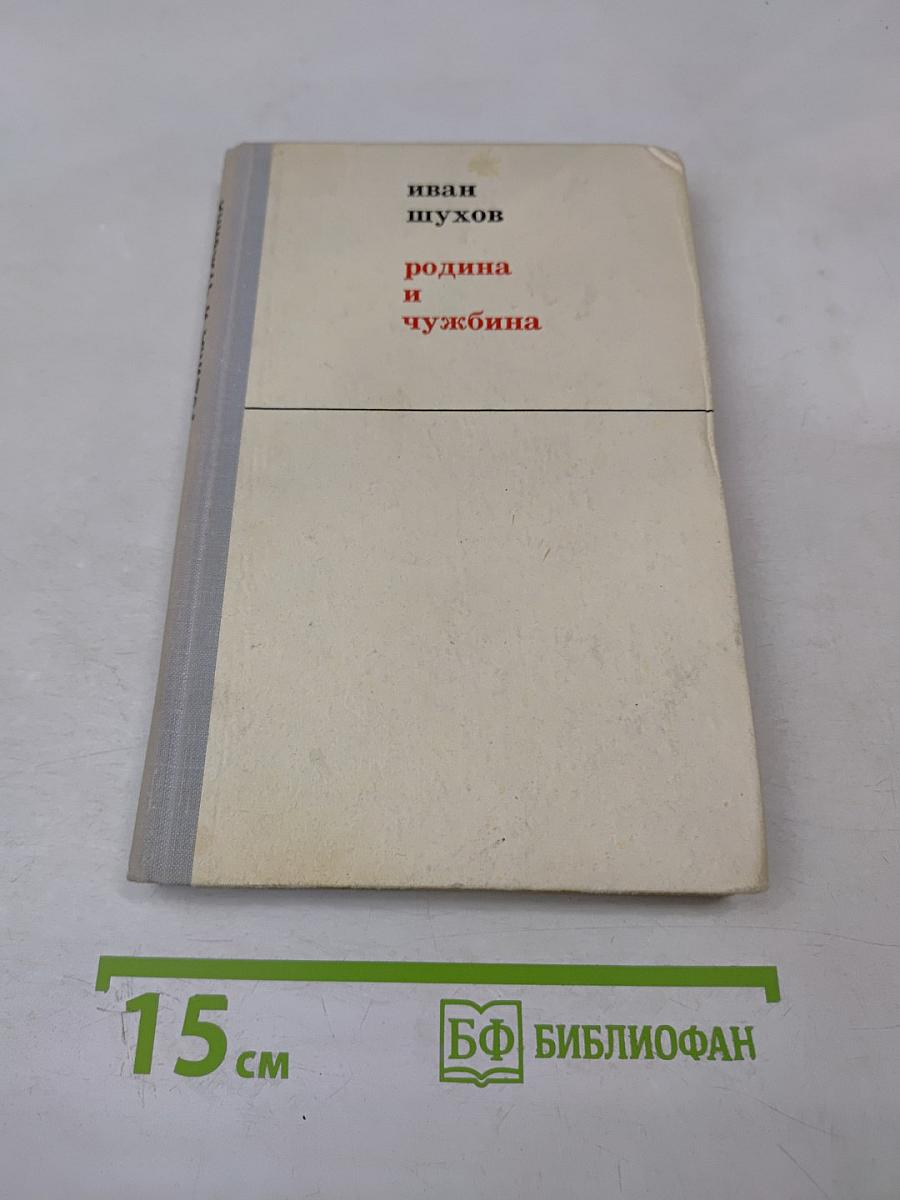 иван
шухов
родина
и
чужбина
15 см
БФ БИБЛИОФАН